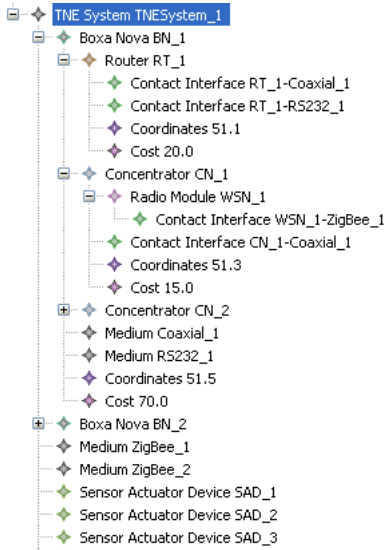 TNE System TNESystem_1
Boxa Nova BN_1
Router RT_1
Contact Interface RT_1-Coaxial_1
Contact Interface RT_1-RS232_1
Coordinates 51.1
Cost 20.0
Concentrator CN_1
Radio Module WSN_1
Contact Interface WSN_1-ZigBee_1
Contact Interface CN_1-Coaxial_1
Coordinates 51.3
Cost 15.0
Concentrator CN_2
Medium Coaxial_1
Medium RS232_1
Coordinates 51.5
Cost 70.0
Boxa Nova BN_2
Medium ZigBee_1
Medium ZigBee_2
Sensor Actuator Device SAD_1
Sensor Actuator Device SAD_2
Sensor Actuator Device SAD_3